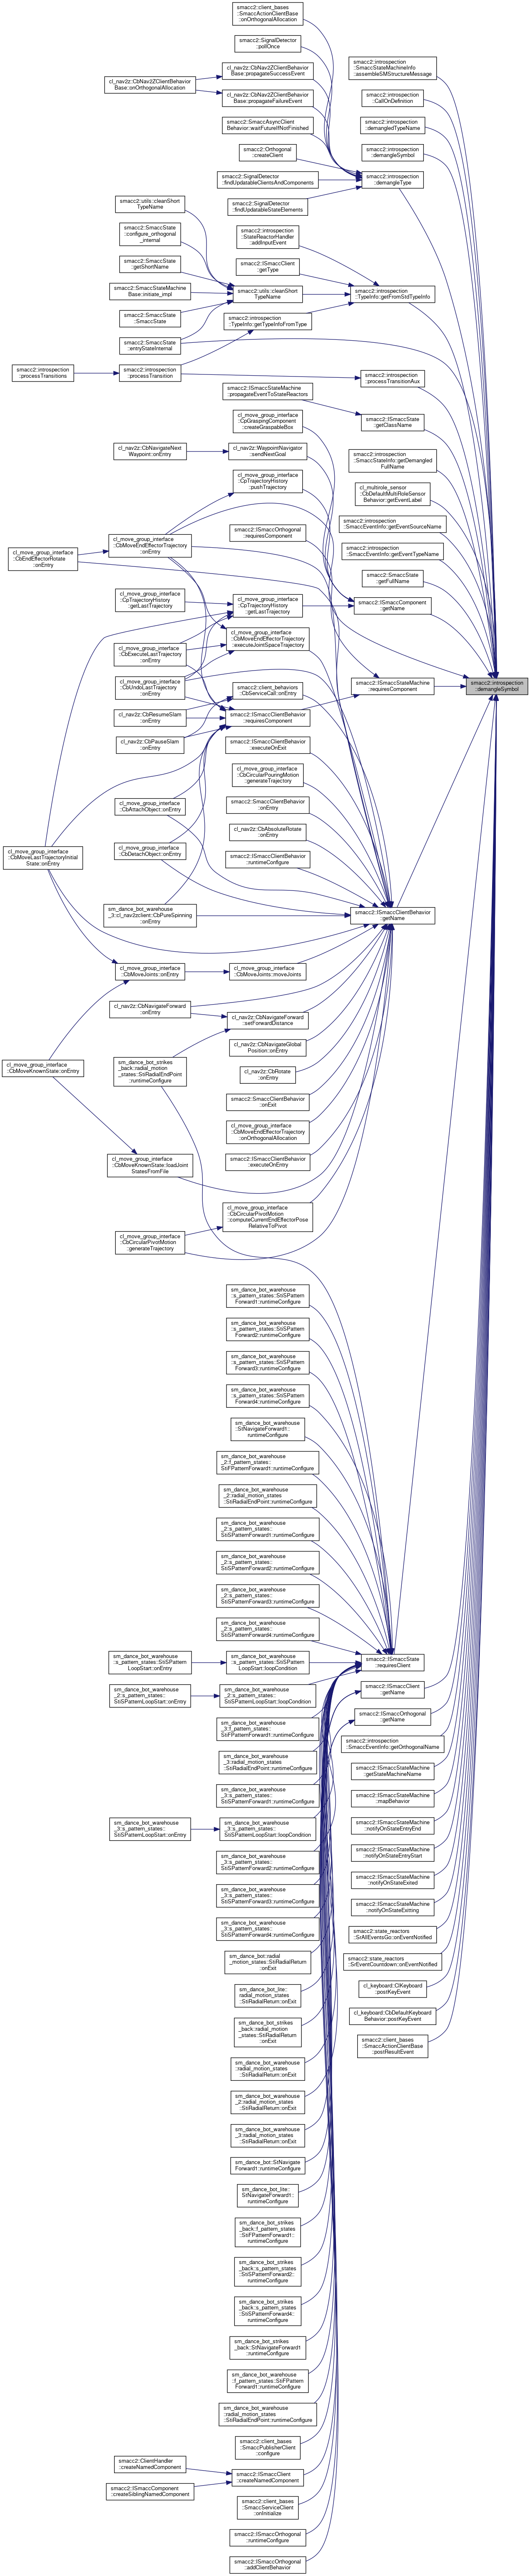 smacc2::client_bases
::SmaccActionClientBase
::onOrthogonalAllocation
smacc2::SignalDetector
::pollOnce
cl_nav2z::CbNav2ZClientBehavior
Base::propagateSuccessEvent
cl_nav2z::CbNav2ZClientBehavior
Base::onOrthogonalAllocation
cl_nav2z::CbNav2ZClientBehavior
Base::propagateFailureEvent
smacc2::SmaccAsyncClient
Behavior::waitFutureIfNotFinished
smacc2::Orthogonal
::createClient
smacc2::SignalDetector
::findUpdatableClientsAndComponents
smacc2::SignalDetector
::findUpdatableStateElements
smacc2::introspection
::SmaccStateMachineInfo
::assembleSMStructureMessage
smacc2::introspection
::CallOnDefinition
smacc2::introspection
::demangledTypeName
smacc2::introspection
::demangleSymbol
smacc2::introspection
::demangleType
smacc2::utils::cleanShort
TypeName
smacc2::SmaccState
::configure_orthogonal
_internal
smacc2::SmaccState
::getShortName
smacc2::SmaccStateMachine
Base::initiate_impl
smacc2::SmaccState
::SmaccState
smacc2::SmaccState
::entryStateInternal
smacc2::introspection
::StateReactorHandler
::addInputEvent
smacc2::ISmaccClient
::getType
smacc2::utils::cleanShort
TypeName
smacc2::introspection
::TypeInfo::getTypeInfoFromType
smacc2::introspection
::TypeInfo::getFromStdTypeInfo
smacc2::introspection
::processTransitions
smacc2::introspection
::processTransition
smacc2::introspection
::processTransitionAux
smacc2::ISmaccStateMachine
::propagateEventToStateReactors
smacc2::ISmaccState
::getClassName
cl_move_group_interface
::CpGraspingComponent
::createGraspableBox
cl_nav2z::CbNavigateNext
Waypoint::onEntry
cl_nav2z::WaypointNavigator
::sendNextGoal
smacc2::introspection
::SmaccStateInfo::getDemangled
FullName
cl_move_group_interface
::CpTrajectoryHistory
::pushTrajectory
cl_multirole_sensor
::CbDefaultMultiRoleSensor
Behavior::getEventLabel
smacc2::introspection
::SmaccEventInfo::getEventSourceName
smacc2::ISmaccOrthogonal
::requiresComponent
cl_move_group_interface
::CbMoveEndEffectorTrajectory
::onEntry
cl_move_group_interface
::CbEndEffectorRotate
::onEntry
smacc2::introspection
::SmaccEventInfo::getEventTypeName
smacc2::SmaccState
::getFullName
cl_move_group_interface
::CpTrajectoryHistory
::getLastTrajectory
cl_move_group_interface
::CpTrajectoryHistory
::getLastTrajectory
smacc2::ISmaccComponent
::getName
cl_move_group_interface
::CbMoveEndEffectorTrajectory
::executeJointSpaceTrajectory
cl_move_group_interface
::CbExecuteLastTrajectory
::onEntry
cl_move_group_interface
::CbUndoLastTrajectory
::onEntry
smacc2::client_behaviors
::CbServiceCall::onEntry
smacc2::ISmaccStateMachine
::requiresComponent
smacc2::introspection
::demangleSymbol
cl_nav2z::CbResumeSlam
::onEntry
smacc2::ISmaccClientBehavior
::requiresComponent
cl_nav2z::CbPauseSlam
::onEntry
smacc2::ISmaccClientBehavior
::executeOnExit
cl_move_group_interface
::CbCircularPouringMotion
::generateTrajectory
cl_move_group_interface
::CbAttachObject::onEntry
smacc2::SmaccClientBehavior
::onEntry
cl_nav2z::CbAbsoluteRotate
::onEntry
cl_move_group_interface
::CbMoveLastTrajectoryInitial
State::onEntry
cl_move_group_interface
::CbDetachObject::onEntry
smacc2::ISmaccClientBehavior
::runtimeConfigure
sm_dance_bot_warehouse
_3::cl_nav2zclient::CbPureSpinning
::onEntry
smacc2::ISmaccClientBehavior
::getName
cl_move_group_interface
::CbMoveJoints::onEntry
cl_move_group_interface
::CbMoveJoints::moveJoints
cl_nav2z::CbNavigateForward
::onEntry
cl_nav2z::CbNavigateForward
::setForwardDistance
cl_nav2z::CbNavigateGlobal
Position::onEntry
cl_move_group_interface
::CbMoveKnownState::onEntry
sm_dance_bot_strikes
_back::radial_motion
_states::StiRadialEndPoint
::runtimeConfigure
cl_nav2z::CbRotate
::onEntry
smacc2::SmaccClientBehavior
::onExit
cl_move_group_interface
::CbMoveEndEffectorTrajectory
::onOrthogonalAllocation
smacc2::ISmaccClientBehavior
::executeOnEntry
cl_move_group_interface
::CbMoveKnownState::loadJoint
StatesFromFile
cl_move_group_interface
::CbCircularPivotMotion
::computeCurrentEndEffectorPose
RelativeToPivot
cl_move_group_interface
::CbCircularPivotMotion
::generateTrajectory
sm_dance_bot_warehouse
::s_pattern_states::StiSPattern
Forward1::runtimeConfigure
sm_dance_bot_warehouse
::s_pattern_states::StiSPattern
Forward2::runtimeConfigure
sm_dance_bot_warehouse
::s_pattern_states::StiSPattern
Forward3::runtimeConfigure
sm_dance_bot_warehouse
::s_pattern_states::StiSPattern
Forward4::runtimeConfigure
sm_dance_bot_warehouse
::StNavigateForward1::
runtimeConfigure
sm_dance_bot_warehouse
_2::f_pattern_states::
StiFPatternForward1::runtimeConfigure
sm_dance_bot_warehouse
_2::radial_motion_states
::StiRadialEndPoint::runtimeConfigure
sm_dance_bot_warehouse
_2::s_pattern_states::
StiSPatternForward1::runtimeConfigure
sm_dance_bot_warehouse
_2::s_pattern_states::
StiSPatternForward2::runtimeConfigure
sm_dance_bot_warehouse
_2::s_pattern_states::
StiSPatternForward3::runtimeConfigure
sm_dance_bot_warehouse
_2::s_pattern_states::
StiSPatternForward4::runtimeConfigure
sm_dance_bot_warehouse
::s_pattern_states::StiSPattern
LoopStart::onEntry
sm_dance_bot_warehouse
::s_pattern_states::StiSPattern
LoopStart::loopCondition
smacc2::ISmaccState
::requiresClient
sm_dance_bot_warehouse
_2::s_pattern_states::
StiSPatternLoopStart::onEntry
sm_dance_bot_warehouse
_2::s_pattern_states::
StiSPatternLoopStart::loopCondition
smacc2::ISmaccClient
::getName
smacc2::ISmaccOrthogonal
::getName
sm_dance_bot_warehouse
_3::f_pattern_states::
StiFPatternForward1::runtimeConfigure
smacc2::introspection
::SmaccEventInfo::getOrthogonalName
sm_dance_bot_warehouse
_3::radial_motion_states
::StiRadialEndPoint::runtimeConfigure
smacc2::ISmaccStateMachine
::getStateMachineName
sm_dance_bot_warehouse
_3::s_pattern_states::
StiSPatternForward1::runtimeConfigure
smacc2::ISmaccStateMachine
::mapBehavior
sm_dance_bot_warehouse
_3::s_pattern_states::
StiSPatternLoopStart::onEntry
sm_dance_bot_warehouse
_3::s_pattern_states::
StiSPatternLoopStart::loopCondition
smacc2::ISmaccStateMachine
::notifyOnStateEntryEnd
sm_dance_bot_warehouse
_3::s_pattern_states::
StiSPatternForward2::runtimeConfigure
smacc2::ISmaccStateMachine
::notifyOnStateEntryStart
sm_dance_bot_warehouse
_3::s_pattern_states::
StiSPatternForward3::runtimeConfigure
smacc2::ISmaccStateMachine
::notifyOnStateExited
smacc2::ISmaccStateMachine
::notifyOnStateExitting
sm_dance_bot_warehouse
_3::s_pattern_states::
StiSPatternForward4::runtimeConfigure
smacc2::state_reactors
::SrAllEventsGo::onEventNotified
sm_dance_bot::radial
_motion_states::StiRadialReturn
::onExit
smacc2::state_reactors
::SrEventCountdown::onEventNotified
sm_dance_bot_lite::
radial_motion_states
::StiRadialReturn::onExit
cl_keyboard::ClKeyboard
::postKeyEvent
sm_dance_bot_strikes
_back::radial_motion
_states::StiRadialReturn
::onExit
cl_keyboard::CbDefaultKeyboard
Behavior::postKeyEvent
smacc2::client_bases
::SmaccActionClientBase
::postResultEvent
sm_dance_bot_warehouse
::radial_motion_states
::StiRadialReturn::onExit
sm_dance_bot_warehouse
_2::radial_motion_states
::StiRadialReturn::onExit
sm_dance_bot_warehouse
_3::radial_motion_states
::StiRadialReturn::onExit
sm_dance_bot::StNavigate
Forward1::runtimeConfigure
sm_dance_bot_lite::
StNavigateForward1::
runtimeConfigure
sm_dance_bot_strikes
_back::f_pattern_states
::StiFPatternForward1::
runtimeConfigure
sm_dance_bot_strikes
_back::s_pattern_states
::StiSPatternForward2::
runtimeConfigure
sm_dance_bot_strikes
_back::s_pattern_states
::StiSPatternForward4::
runtimeConfigure
sm_dance_bot_strikes
_back::StNavigateForward1
::runtimeConfigure
sm_dance_bot_warehouse
::f_pattern_states::StiFPattern
Forward1::runtimeConfigure
sm_dance_bot_warehouse
::radial_motion_states::
StiRadialEndPoint::runtimeConfigure
smacc2::client_bases
::SmaccPublisherClient
::configure
smacc2::ClientHandler
::createNamedComponent
smacc2::ISmaccClient
::createNamedComponent
smacc2::ISmaccComponent
::createSiblingNamedComponent
smacc2::client_bases
::SmaccServiceClient
::onInitialize
smacc2::ISmaccOrthogonal
::runtimeConfigure
smacc2::ISmaccOrthogonal
::addClientBehavior